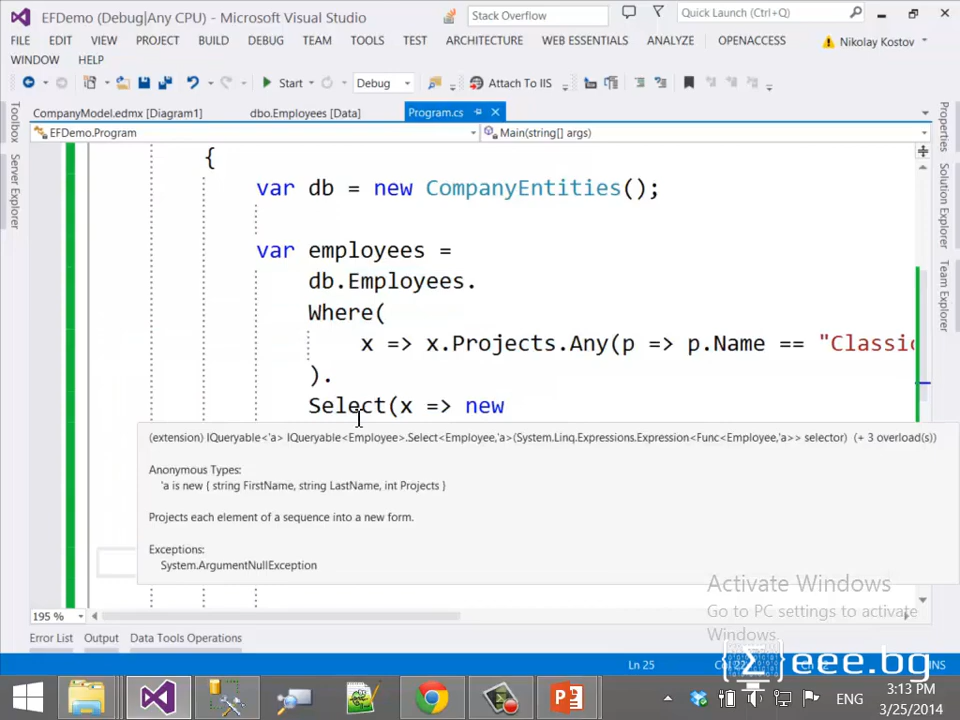 EFDemo (Debug|Any CPU) - Microsoft Visual Studio
Stack Overflow
Quick Launch (Ctrl+Q)
FILE EDIT VIEW PROJECT BUILD DEBUG TEAM TOOLS TEST ARCHITECTURE WEB ESSENTIALS ANALYZE OPENACCESS
Nikolay Kostov
WINDOW HELP
Start Debug Attach To IIS
CompanyModel.edmx [Diagram1] dbo.Employees [Data] Program.cs
EFDemo.Program Main(string[] args)
Toolbox
Server Explorer
Properties
Solution Explorer
Team Explorer
{
var db = new CompanyEntities();
var employees =
db.Employees.
Where(
x => x.Projects.Any(p => p.Name == "Classic
).
Select(x => new
(extension) IQueryable<'a> IQueryable<Employee>.Select<Employee,'a>(System.Linq.Expressions.Expression<Func<Employee,'a>> selector) (+ 3 overload(s))
Anonymous Types:
'a is new { string FirstName, string LastName, int Projects }
Projects each element of a sequence into a new form.
Exceptions:
System.ArgumentNullException
Activate Windows
Go to PC settings to activate
Windows.
195 %
Error List Output Data Tools Operations
Ln 25
eee.bg
ENG
3:13 PM
3/25/2014